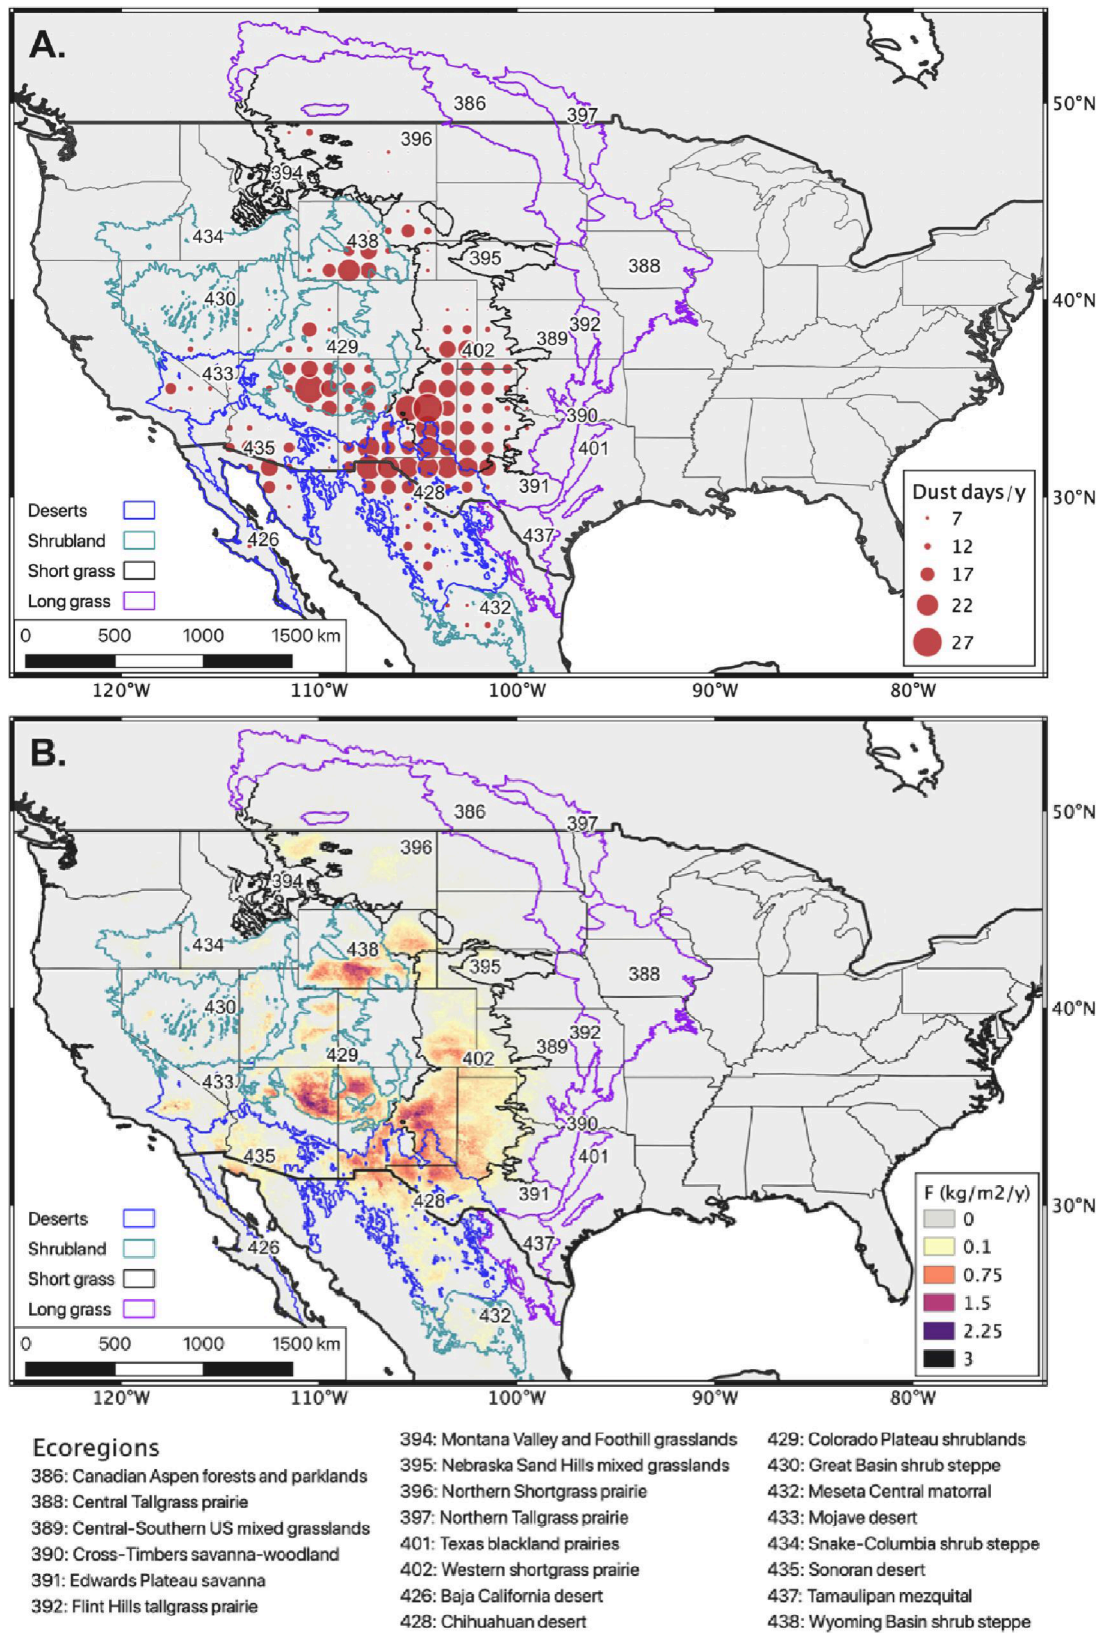 A.
386
397
50°N
396
394
434
438
395
388
430
40°N
392
389
429
402
433
390
435
401
391
428
30°N
437
426
432
Deserts
Shrubland
Short grass
Long grass
0 500 1000 1500 km
Dust days/y
7
12
17
22
27
120°W 110°W 100°W 90°W 80°W
B.
386
397
50°N
396
394
434
438
395
388
430
40°N
392
389
429
402
433
390
435
401
391
428
30°N
437
426
432
Deserts
Shrubland
Short grass
Long grass
0 500 1000 1500 km
F (kg/m2/y)
0
0.1
0.75
1.5
2.25
3
120°W 110°W 100°W 90°W 80°W
Ecoregions
386: Canadian Aspen forests and parklands
388: Central Tallgrass prairie
389: Central-Southern US mixed grasslands
390: Cross-Timbers savanna-woodland
391: Edwards Plateau savanna
392: Flint Hills tallgrass prairie
394: Montana Valley and Foothill grasslands
395: Nebraska Sand Hills mixed grasslands
396: Northern Shortgrass prairie
397: Northern Tallgrass prairie
401: Texas blackland prairies
402: Western shortgrass prairie
426: Baja California desert
428: Chihuahuan desert
429: Colorado Plateau shrublands
430: Great Basin shrub steppe
432: Meseta Central matorral
433: Mojave desert
434: Snake-Columbia shrub steppe
435: Sonoran desert
437: Tamaulipan mezquital
438: Wyoming Basin shrub steppe